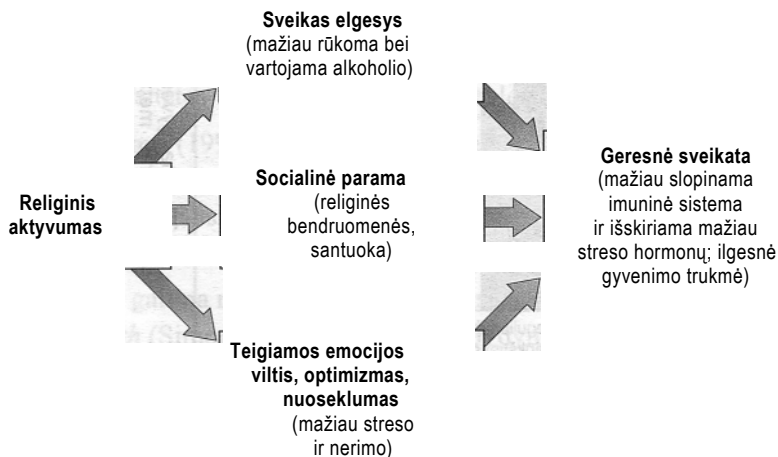 Sveikas elgesys
(mažiau rūkoma bei
vartojama alkoholio)
Religinis
aktyvumas
Socialinė parama
(religinės
bendruomenės,
santuoka)
Teigiamos emocijos
viltis, optimizmas,
nuoseklumas
(mažiau streso
ir nerimo)
Geresnė sveikata
(mažiau slopinama
imuninė sistema
ir išskiriama mažiau
streso hormonų; ilgesnė
gyvenimo trukmė)